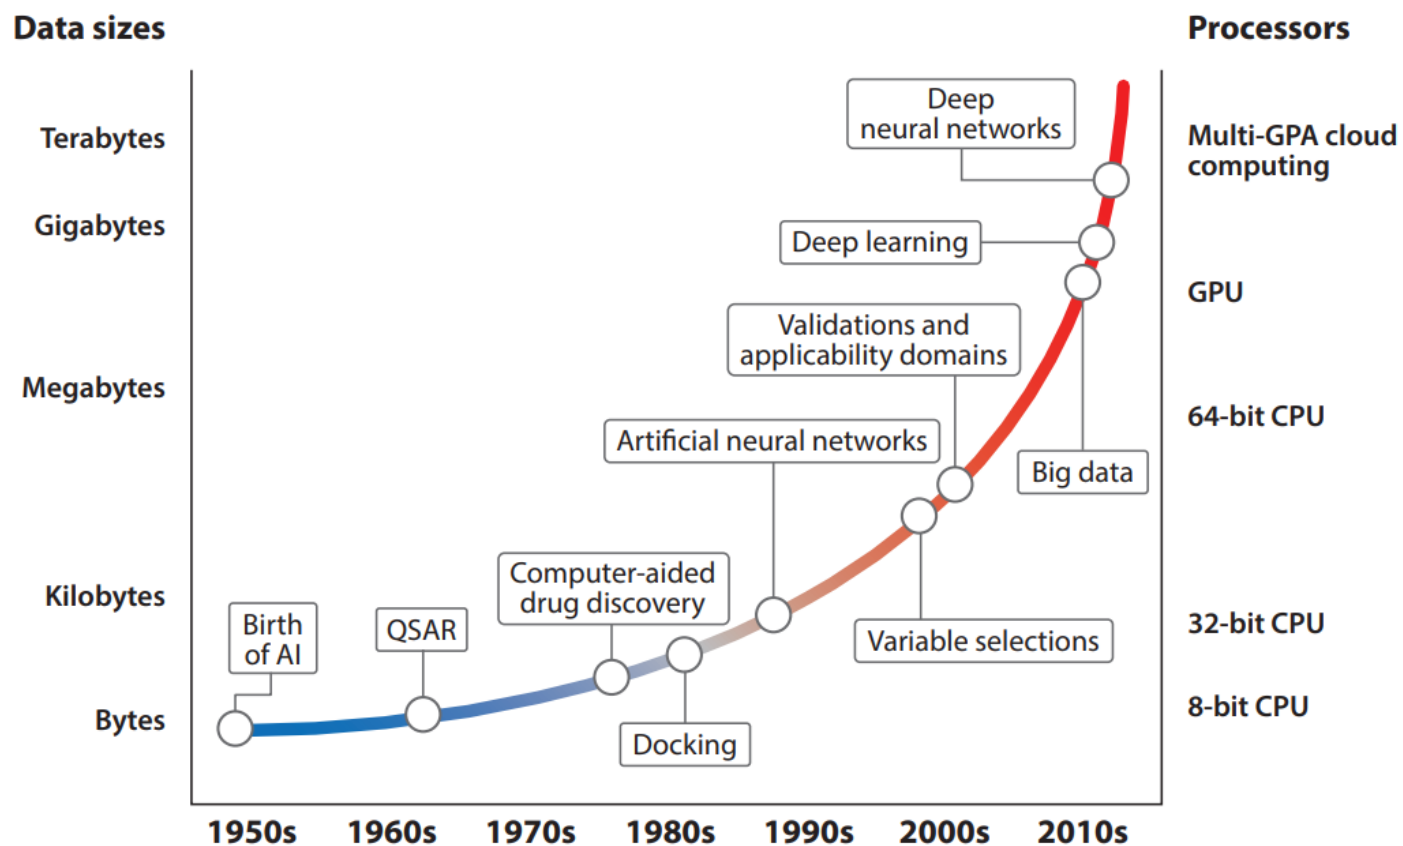 Data sizes
Processors
Terabytes
Gigabytes
Megabytes
Kilobytes
Bytes
Deep
neural networks
Deep learning
Validations and
applicability domains
Artificial neural networks
Big data
Computer-aided
drug discovery
Variable selections
Birth
of AI
QSAR
Docking
Multi-GPA cloud
computing
GPU
64-bit CPU
32-bit CPU
8-bit CPU
1950s
1960s
1970s
1980s
1990s
2000s
2010s